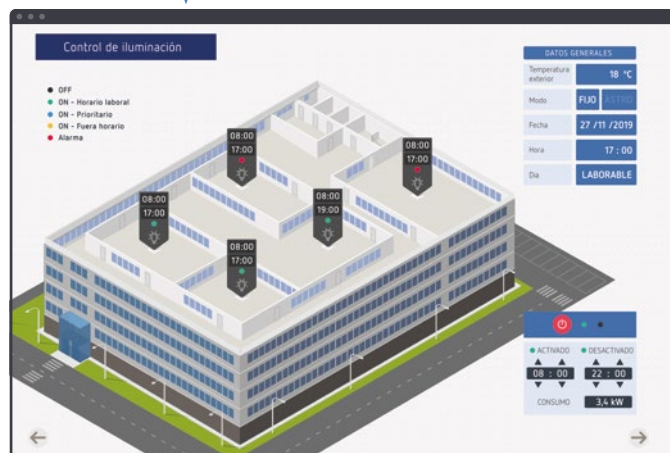 Control de iluminación
OFF
ON - Horario laboral
ON - Prioritario
ON - Fuera horario
Alarma
08:00
17:00
08:00
17:00
08:00
17:00
08:00
19:00
08:00
17:00
DATOS GENERALES
Temperatura exterior
18 ºC
Modo
FIJO ASTRO
Fecha
27 /11 /2019
Hora
17 : 00
Dia
LABORABLE
ACTIVADO
DESACTIVADO
08 : 00
22 : 00
CONSUMO
3,4 kW